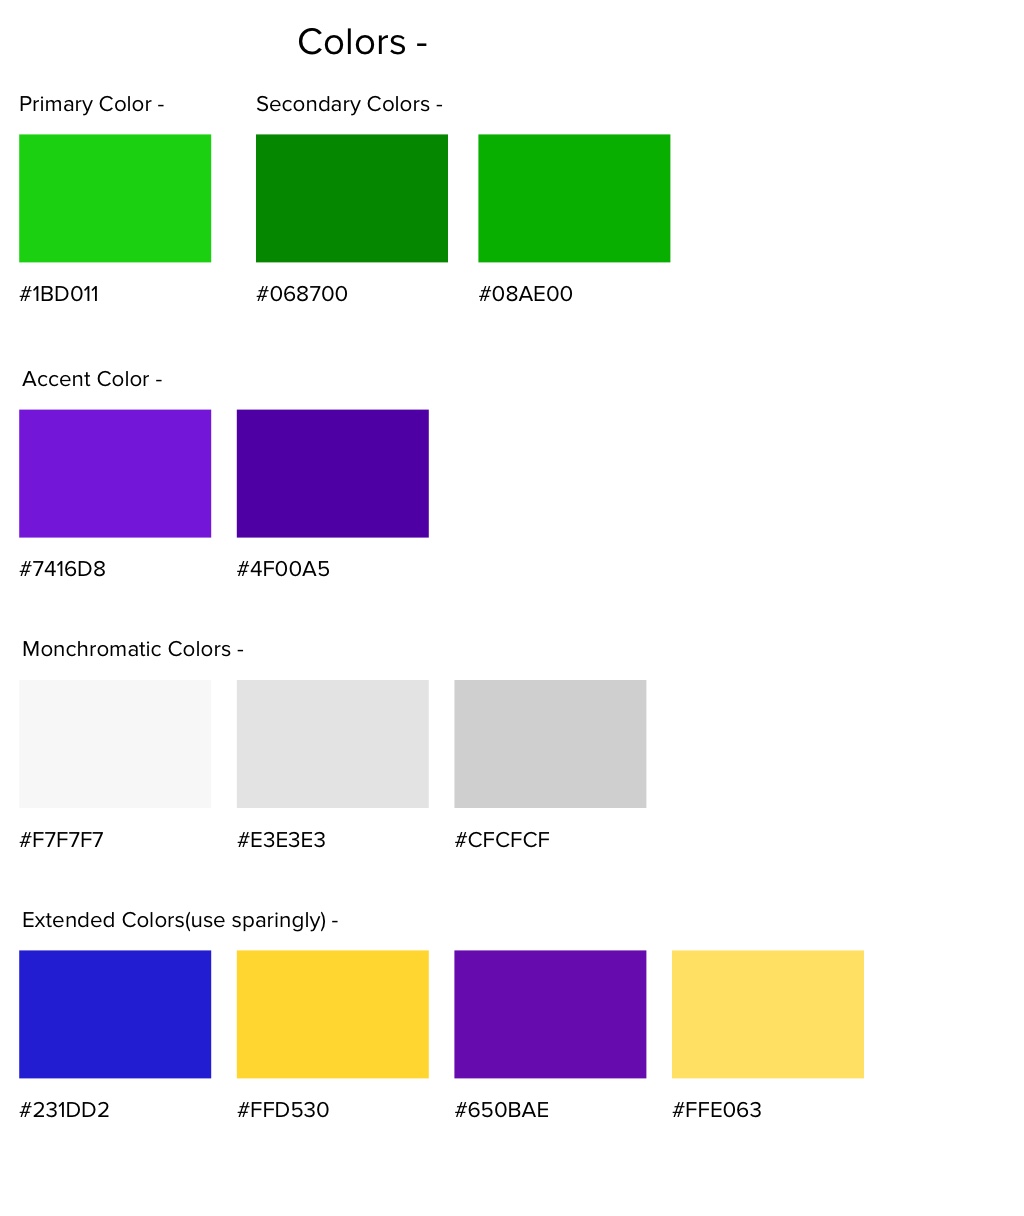 Colors -
Primary Color -
Secondary Colors -
#1BD011
#068700
#08AE00
Accent Color -
#7416D8
#4F00A5
Monchromatic Colors -
#F7F7F7
#E3E3E3
#CFCFCF
Extended Colors(use sparingly) -
#231DD2
#FFD530
#650BAE
#FFE063